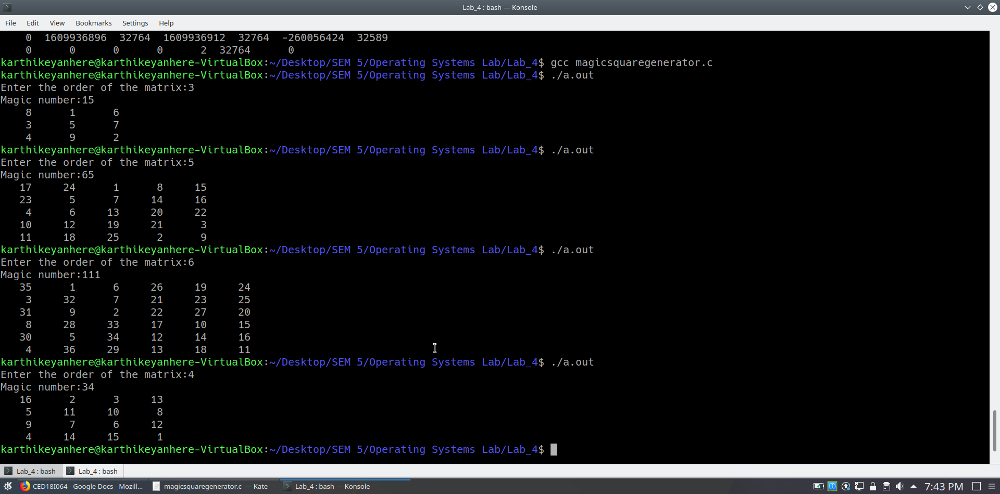 Lab_4 : bash — Konsole
File Edit View Bookmarks Settings Help
0 1609936896 32764 1609936912 32764 -260056424 32589
0 0 0 0 2 32764 0
karthikeyanhere@karthikeyanhere-VirtualBox:~/Desktop/SEM 5/Operating Systems Lab/Lab_4$ gcc magicsquaregenerator.c
karthikeyanhere@karthikeyanhere-VirtualBox:~/Desktop/SEM 5/Operating Systems Lab/Lab_4$ ./a.out
Enter the order of the matrix:3
Magic number:15
8 1 6
3 5 7
4 9 2
karthikeyanhere@karthikeyanhere-VirtualBox:~/Desktop/SEM 5/Operating Systems Lab/Lab_4$ ./a.out
Enter the order of the matrix:5
Magic number:65
17 24 1 8 15
23 5 7 14 16
4 6 13 20 22
10 12 19 21 3
11 18 25 2 9
karthikeyanhere@karthikeyanhere-VirtualBox:~/Desktop/SEM 5/Operating Systems Lab/Lab_4$ ./a.out
Enter the order of the matrix:6
Magic number:111
35 1 6 26 19 24
3 32 7 21 23 25
31 9 2 22 27 20
8 28 33 17 10 15
30 5 34 12 14 16
4 36 29 13 18 11
karthikeyanhere@karthikeyanhere-VirtualBox:~/Desktop/SEM 5/Operating Systems Lab/Lab_4$ ./a.out
Enter the order of the matrix:4
Magic number:34
16 2 3 13
5 11 10 8
9 7 6 12
4 14 15 1
karthikeyanhere@karthikeyanhere-VirtualBox:~/Desktop/SEM 5/Operating Systems Lab/Lab_4$
Lab_4 : bash Lab_4 : bash
CED18I064 - Google Docs - Mozill... magicsquaregenerator.c — Kate Lab_4 : bash — Konsole 7:43 PM